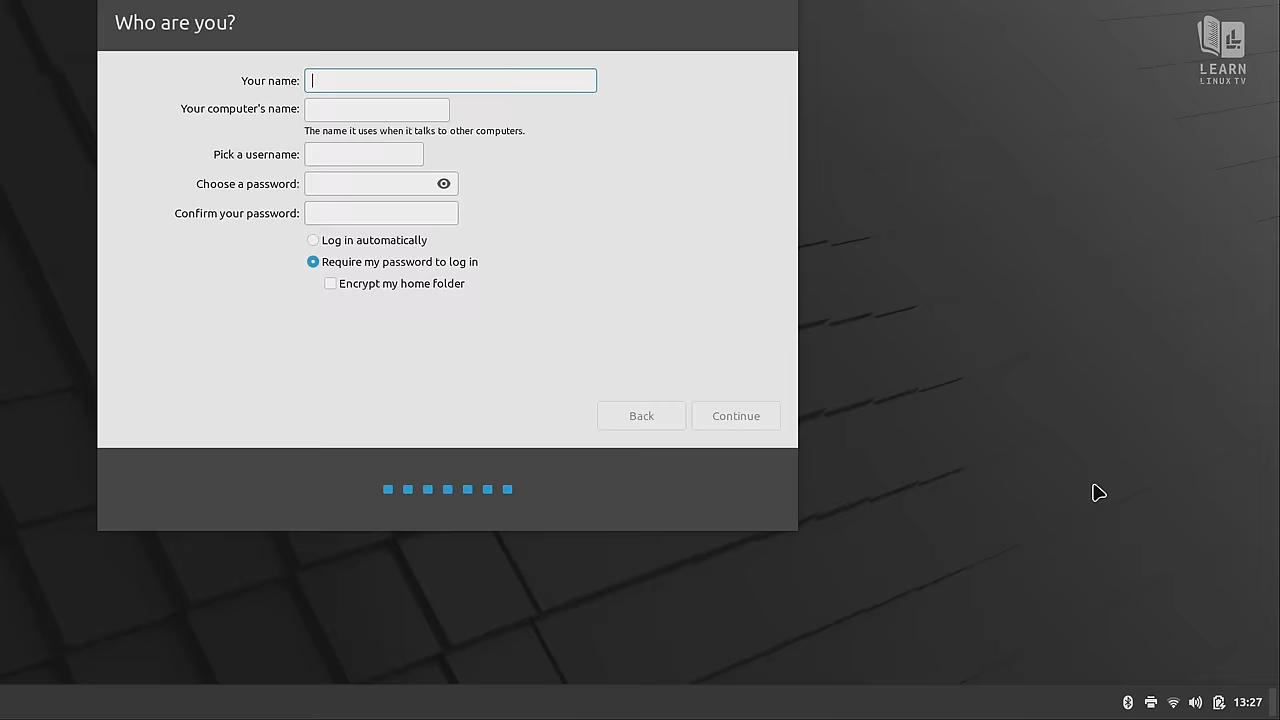 Who are you?
LEARN
LINUX TV
Your name:
Your computer's name:
The name it uses when it talks to other computers.
Pick a username:
Choose a password:
Confirm your password:
Log in automatically
Require my password to log in
Encrypt my home folder
Back Continue
13:27